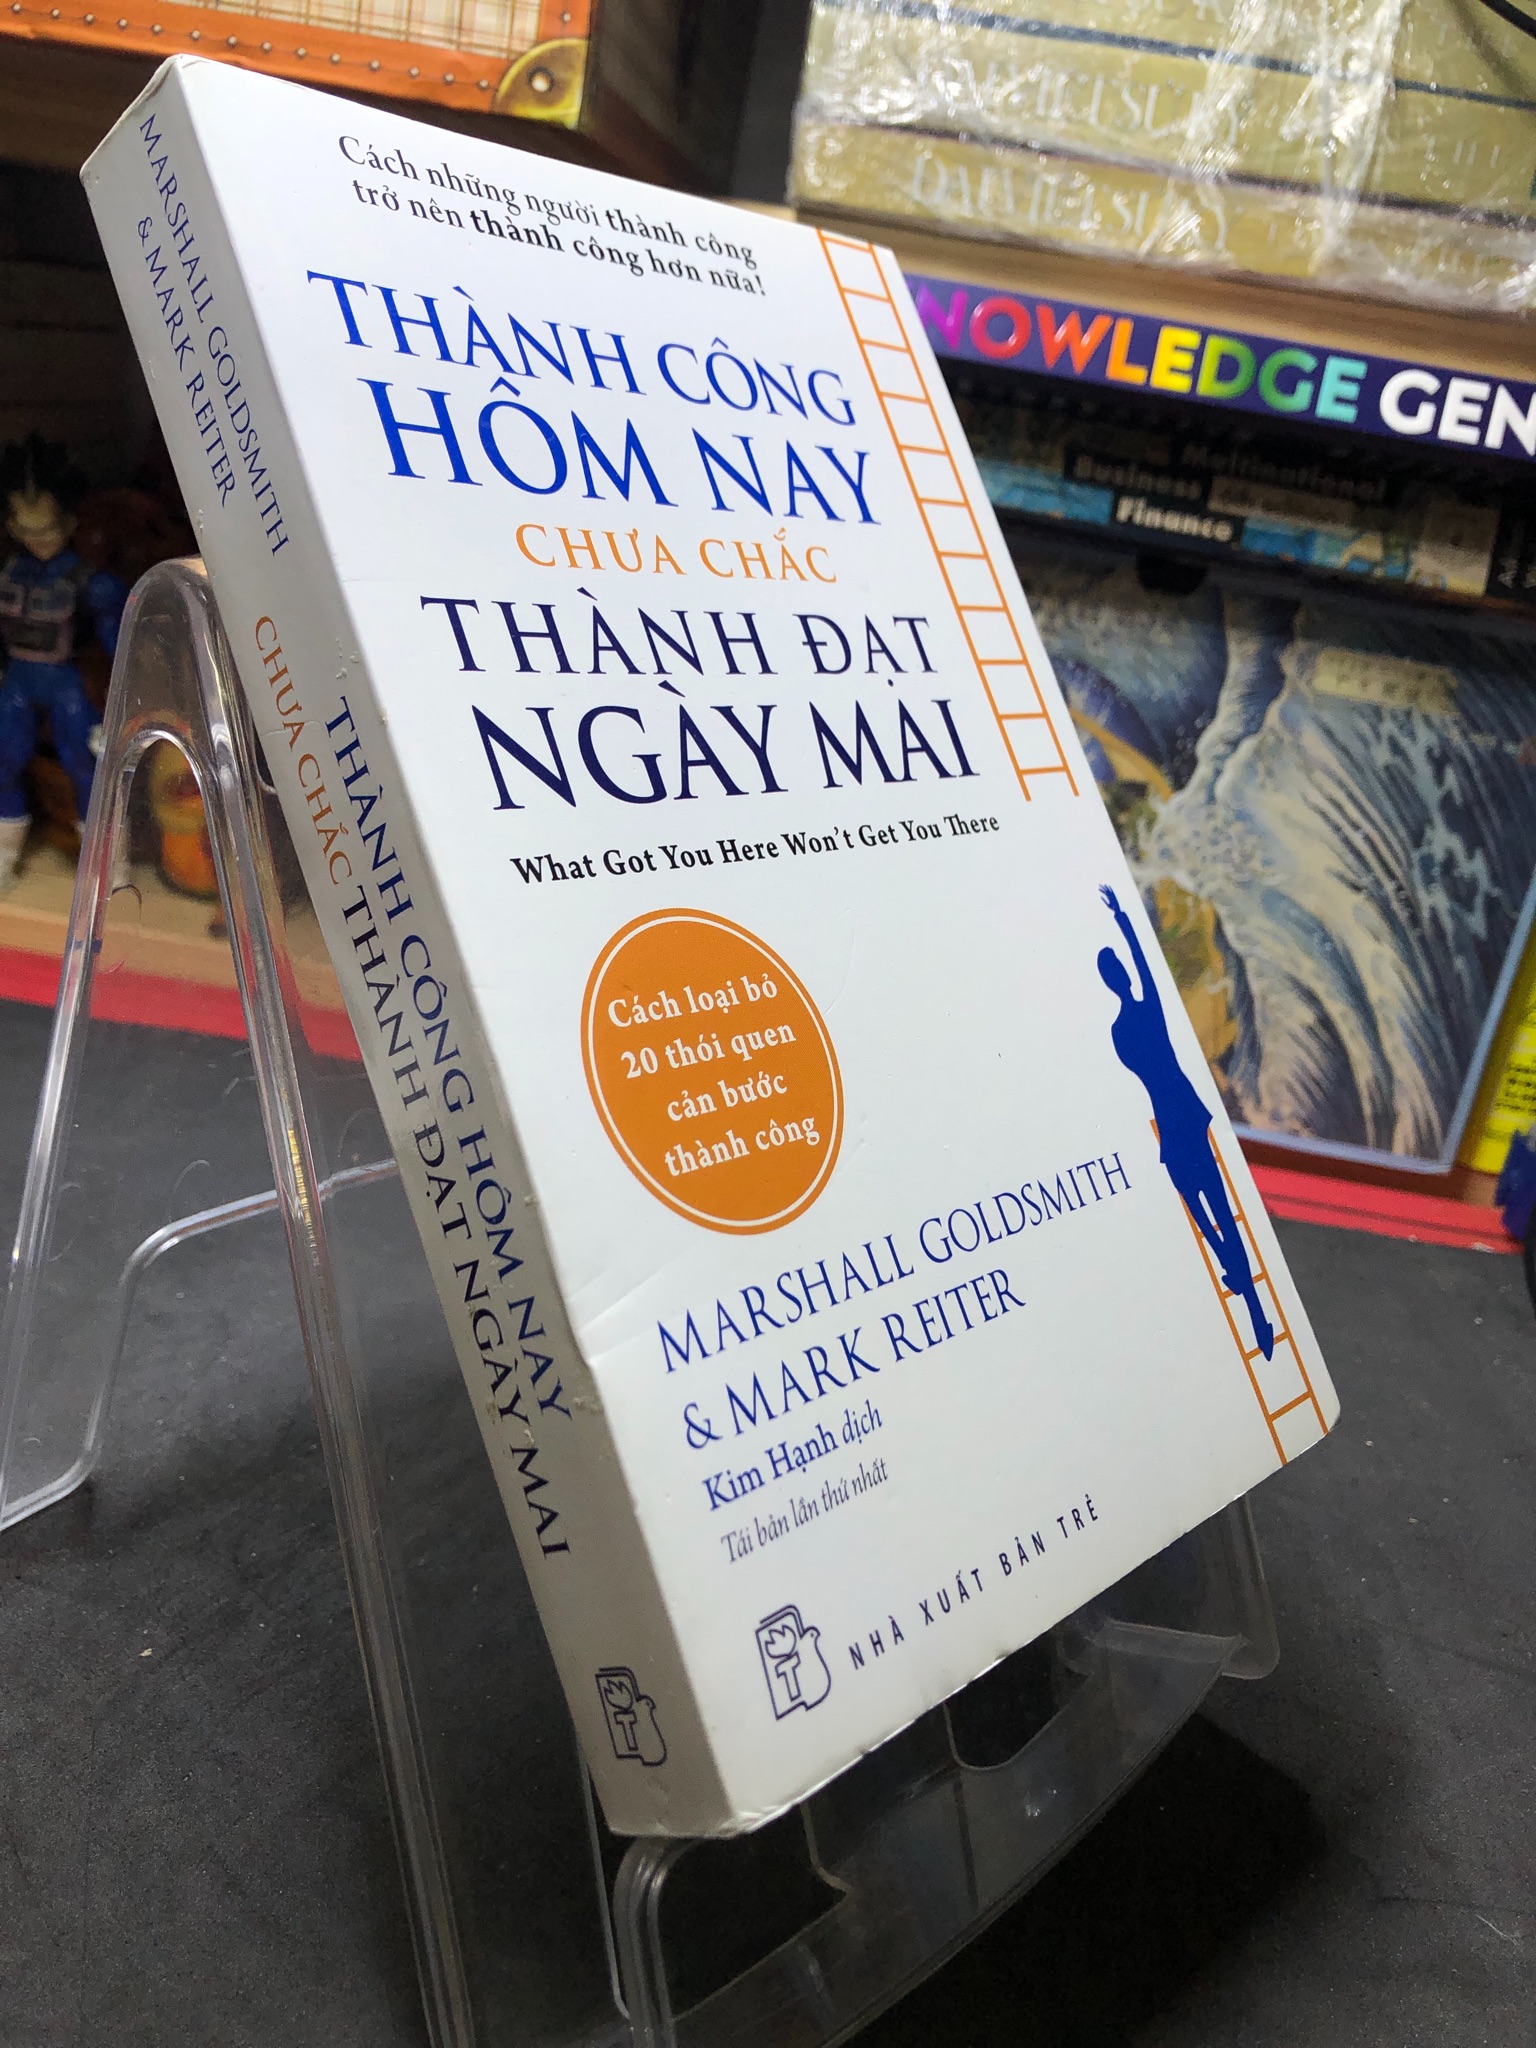 Cách những người thành công
trở nên thành công hơn nữa!
THÀNH CÔNG
HÔM NAY
CHƯA CHẮC
THÀNH ĐẠT
NGÀY MAI
What Got You Here Won't Get You There
Cách loại bỏ
20 thói quen
cản bước
thành công
MARSHALL GOLDSMITH
& MARK REITER
Kim Hạnh dịch
Tái bản lần thứ nhất
NHÀ XUẤT BẢN TRẺ
MARSHALL GOLDSMITH
& MARK REITER
THÀNH CÔNG HÔM NAY
CHƯA CHẮC THÀNH ĐẠT NGÀY MAI
NOWLEDGE GEN
Multinational
Business
Finance